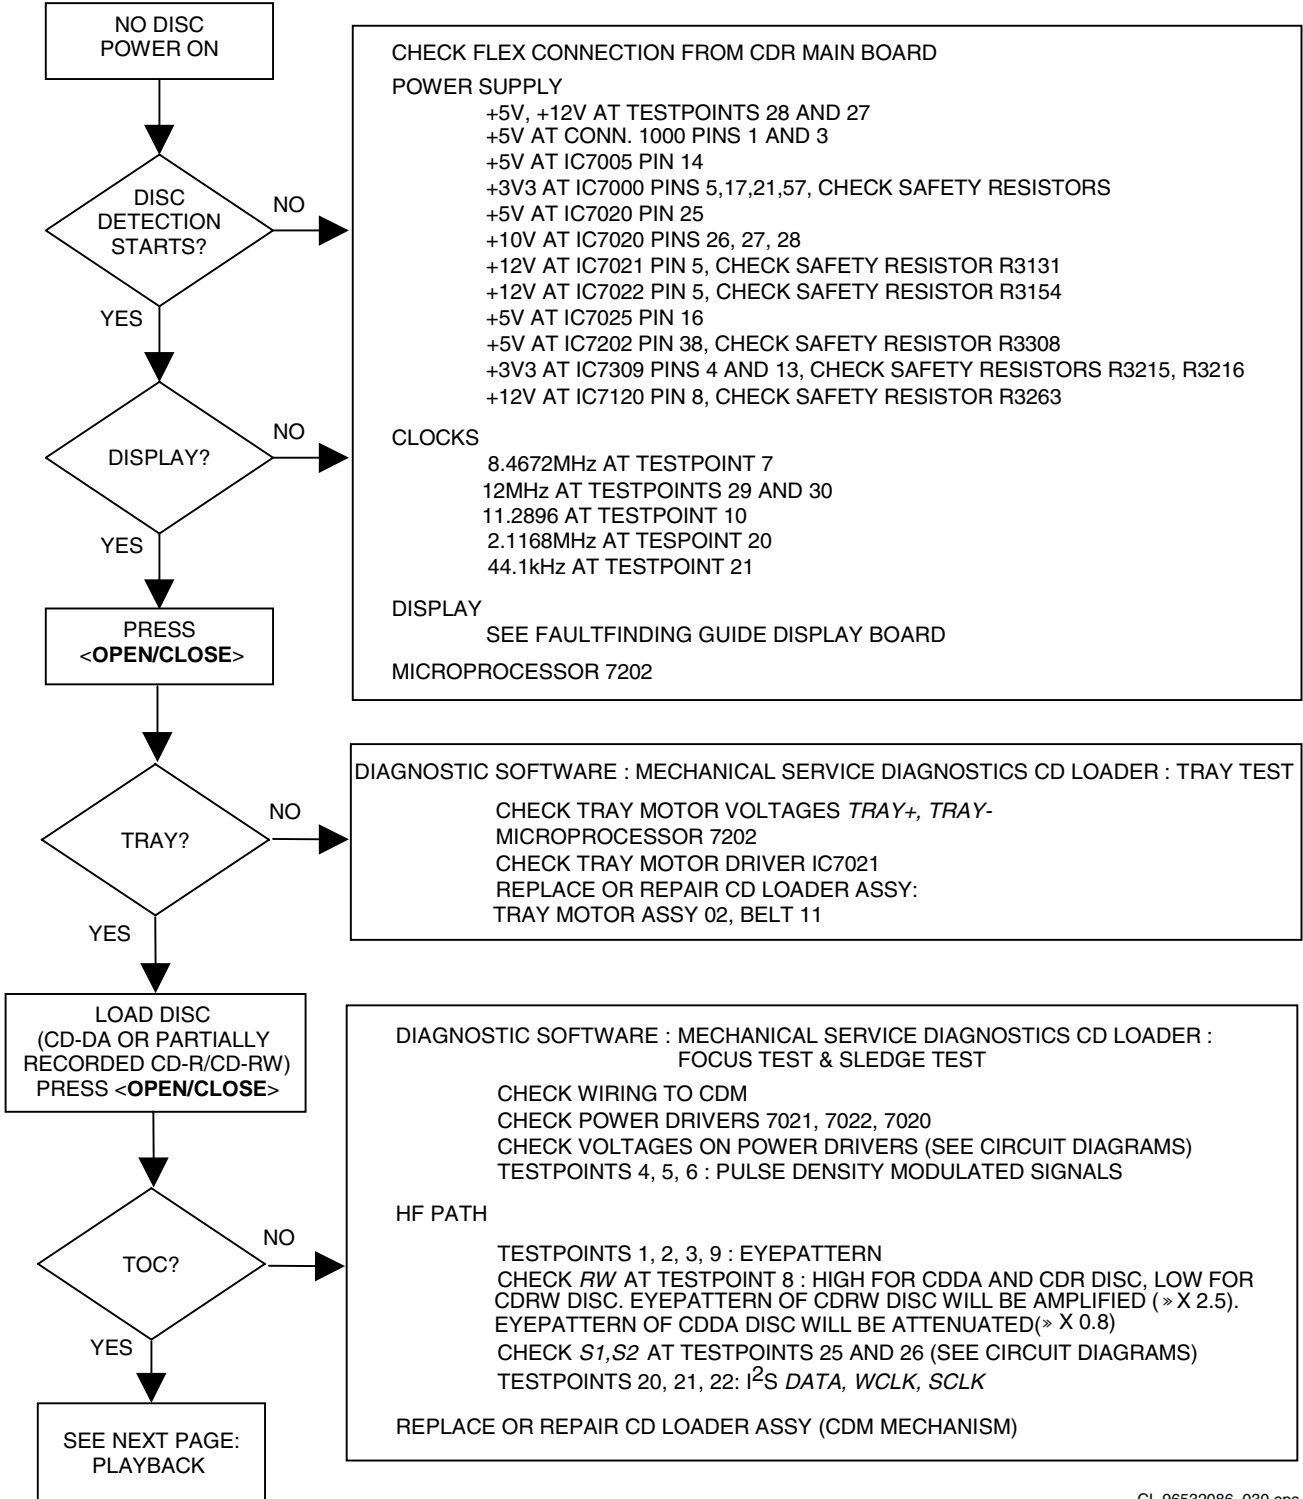 NO DISC
POWER ON
CHECK FLEX CONNECTION FROM CDR MAIN BOARD
POWER SUPPLY
+5V, +12V AT TESTPOINTS 28 AND 27
+5V AT CONN. 1000 PINS 1 AND 3
+5V AT IC7005 PIN 14
+3V3 AT IC7000 PINS 5,17,21,57, CHECK SAFETY RESISTORS
+5V AT IC7020 PIN 25
+10V AT IC7020 PINS 26, 27, 28
+12V AT IC7021 PIN 5, CHECK SAFETY RESISTOR R3131
+12V AT IC7022 PIN 5, CHECK SAFETY RESISTOR R3154
+5V AT IC7025 PIN 16
+5V AT IC7202 PIN 38, CHECK SAFETY RESISTOR R3308
+3V3 AT IC7309 PINS 4 AND 13, CHECK SAFETY RESISTORS R3215, R3216
+12V AT IC7120 PIN 8, CHECK SAFETY RESISTOR R3263
CLOCKS
8.4672MHz AT TESTPOINT 7
12MHz AT TESTPOINTS 29 AND 30
11.2896 AT TESTPOINT 10
2.1168MHz AT TESPOINT 20
44.1kHz AT TESTPOINT 21
DISPLAY
SEE FAULTFINDING GUIDE DISPLAY BOARD
MICROPROCESSOR 7202
DISC
DETECTION
STARTS?
NO
YES
DISPLAY?
NO
YES
PRESS
<OPEN/CLOSE>
TRAY?
NO
YES
DIAGNOSTIC SOFTWARE : MECHANICAL SERVICE DIAGNOSTICS CD LOADER : TRAY TEST
CHECK TRAY MOTOR VOLTAGES TRAY+, TRAY-
MICROPROCESSOR 7202
CHECK TRAY MOTOR DRIVER IC7021
REPLACE OR REPAIR CD LOADER ASSY:
TRAY MOTOR ASSY 02, BELT 11
LOAD DISC
(CD-DA OR PARTIALLY
RECORDED CD-R/CD-RW)
PRESS <OPEN/CLOSE>
TOC?
NO
YES
DIAGNOSTIC SOFTWARE : MECHANICAL SERVICE DIAGNOSTICS CD LOADER :
FOCUS TEST & SLEDGE TEST
CHECK WIRING TO CDM
CHECK POWER DRIVERS 7021, 7022, 7020
CHECK VOLTAGES ON POWER DRIVERS (SEE CIRCUIT DIAGRAMS)
TESTPOINTS 4, 5, 6 : PULSE DENSITY MODULATED SIGNALS
HF PATH
TESTPOINTS 1, 2, 3, 9 : EYEPATTERN
CHECK RW AT TESTPOINT 8 : HIGH FOR CDDA AND CDR DISC, LOW FOR
CDRW DISC. EYEPATTERN OF CDRW DISC WILL BE AMPLIFIED ( » X 2.5).
EYEPATTERN OF CDDA DISC WILL BE ATTENUATED(» X 0.8)
CHECK S1,S2 AT TESTPOINTS 25 AND 26 (SEE CIRCUIT DIAGRAMS)
TESTPOINTS 20, 21, 22: I²S DATA, WCLK, SCLK
REPLACE OR REPAIR CD LOADER ASSY (CDM MECHANISM)
SEE NEXT PAGE:
PLAYBACK